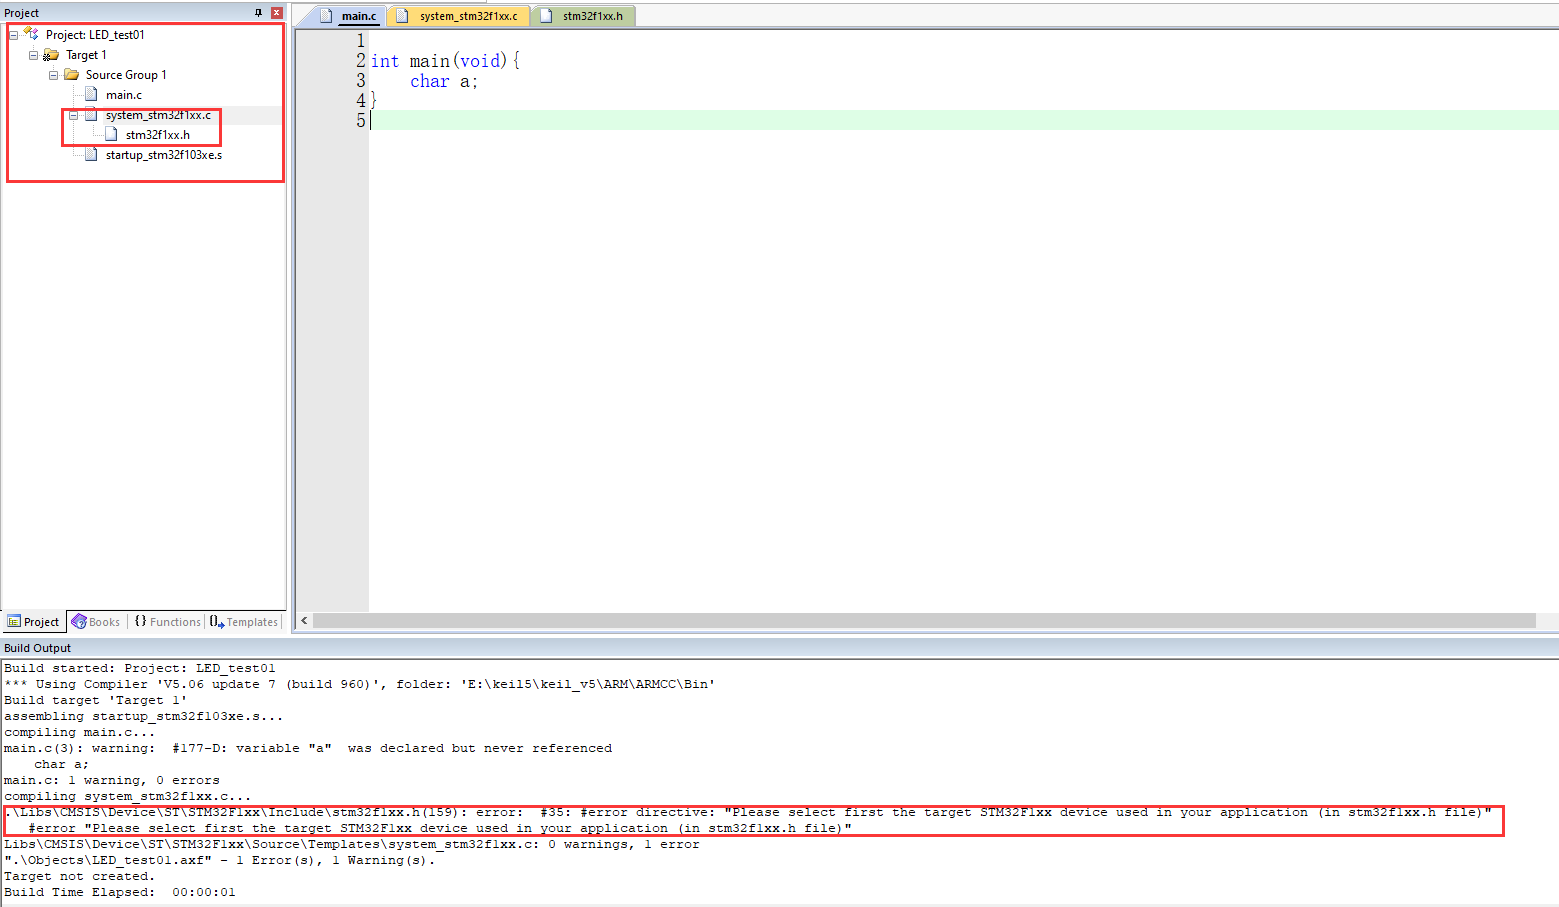 Project
Project: LED_test01
Target 1
Source Group 1
main.c
system_stm32f1xx.c
stm32f1xx.h
startup_stm32f103xe.s
Project Books {} Functions Templates
main.c system_stm32f1xx.c stm32f1xx.h
1
2 int main(void){
3 char a;
4 }
5
Build Output
Build started: Project: LED_test01
*** Using Compiler 'V5.06 update 7 (build 960)', folder: 'E:\keil5\keil_v5\ARM\ARMCC\Bin'
Build target 'Target 1'
assembling startup_stm32f103xe.s...
compiling main.c...
main.c(3): warning:  #177-D: variable "a"  was declared but never referenced
char a;
main.c: 1 warning, 0 errors
compiling system_stm32f1xx.c...
.\Libs\CMSIS\Device\ST\STM32F1xx\Include\stm32f1xx.h(159): error:  #35: #error directive: "Please select first the target STM32F1xx device used in your application (in stm32f1xx.h file)"
#error "Please select first the target STM32F1xx device used in your application (in stm32f1xx.h file)"
Libs\CMSIS\Device\ST\STM32F1xx\Source\Templates\system_stm32f1xx.c: 0 warnings, 1 error
".\Objects\LED_test01.axf" - 1 Error(s), 1 Warning(s).
Target not created.
Build Time Elapsed:  00:00:01